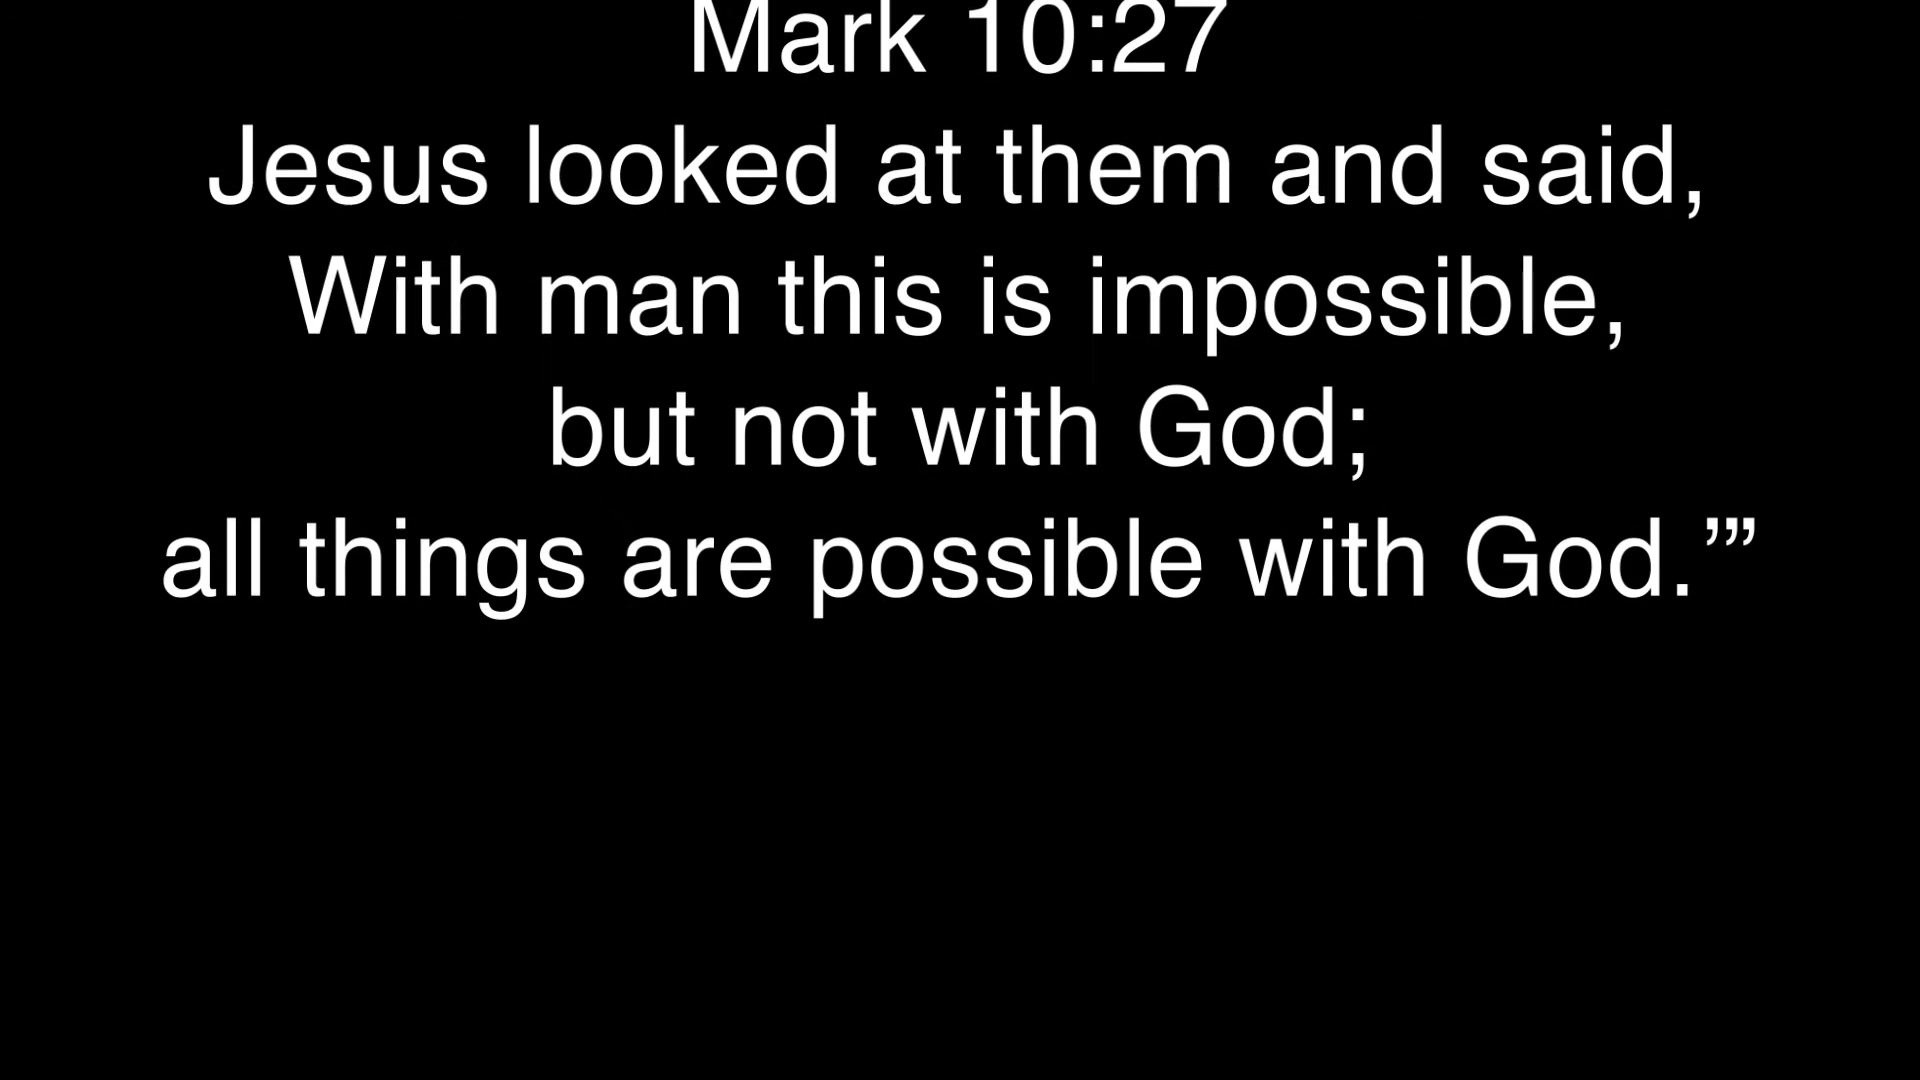 Mark 10:27
Jesus looked at them and said,
With man this is impossible,
but not with God;
all things are possible with God.’”